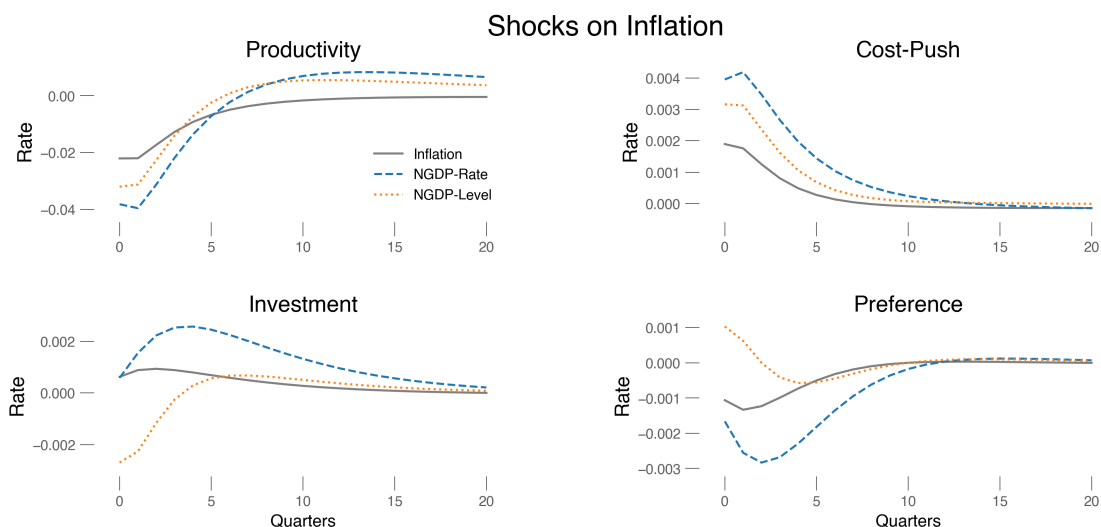 Shocks on Inflation
Productivity
Rate
0.00
−0.02
−0.04
Inflation
NGDP-Rate
NGDP-Level
0 5 10 15 20
Cost-Push
Rate
0.004
0.003
0.002
0.001
0.000
0 5 10 15 20
Investment
Rate
0.002
0.000
−0.002
0 5 10 15 20
Quarters
Preference
Rate
0.001
0.000
−0.001
−0.002
−0.003
0 5 10 15 20
Quarters